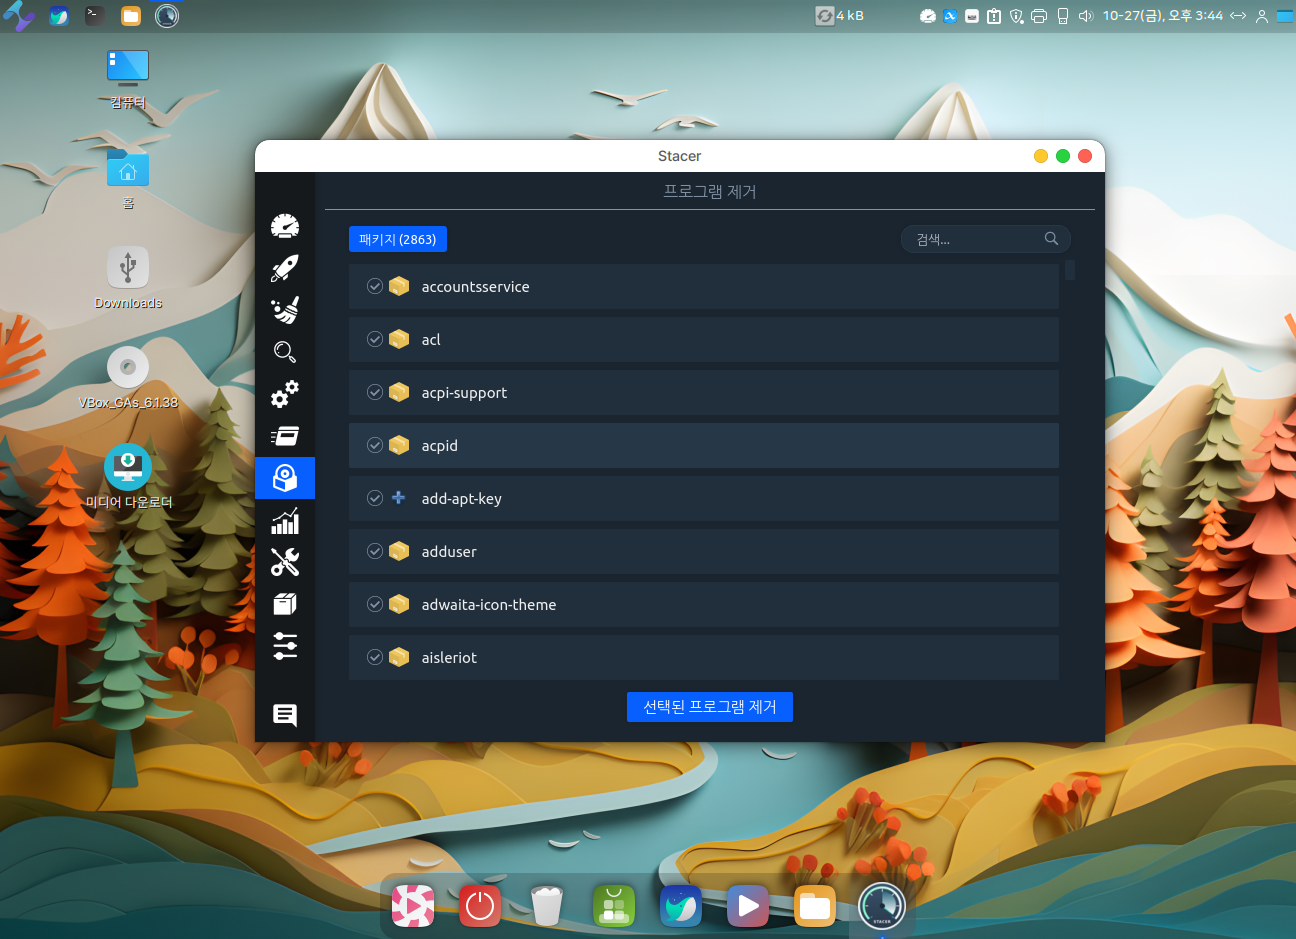 4 kB
10-27(금), 오후 3:44
컴퓨터
홈
Downloads
VBox_GAs_6.1.38
미디어 다운로더
Stacer
프로그램 제거
패키지 (2863)
검색...
accountsservice
acl
acpi-support
acpid
add-apt-key
adduser
adwaita-icon-theme
aisleriot
선택된 프로그램 제거
STACER